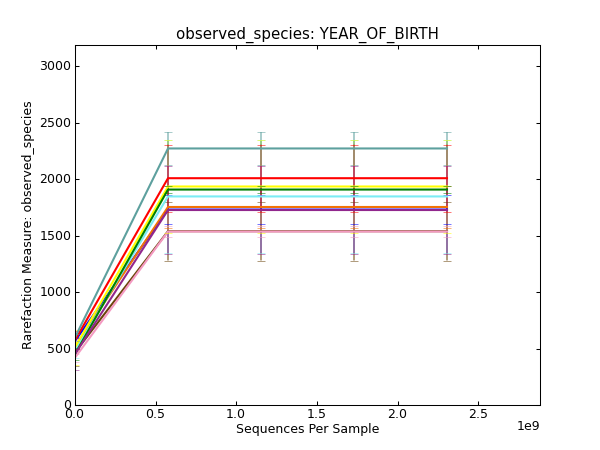 observed_species: YEAR_OF_BIRTH
3000
2500
2000
1500
1000
500
0
Rarefaction Measure: observed_species
0.0 0.5 1.0 1.5 2.0 2.5
1e9
Sequences Per Sample